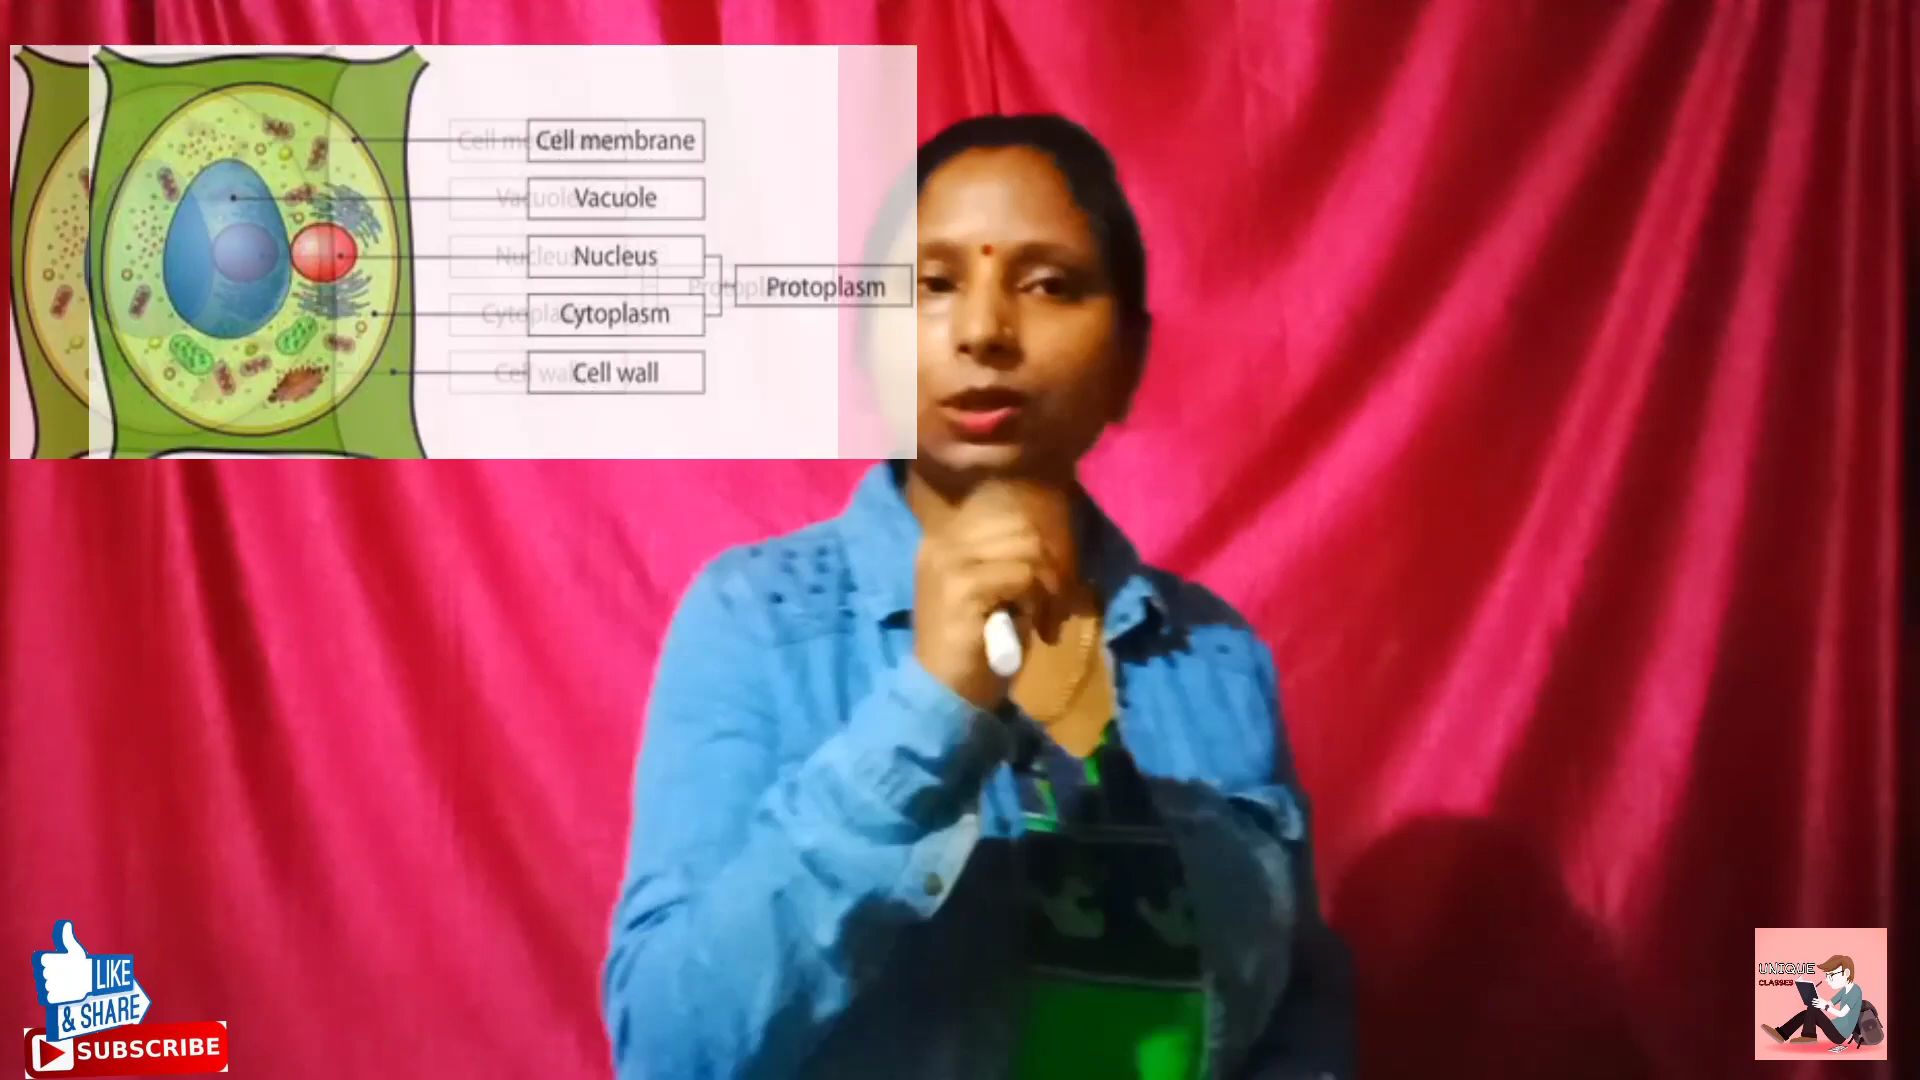 Cell membrane
Vacuole
Nucleus
Protoplasm
Cytoplasm
Cell wall
LIKE
& SHARE
SUBSCRIBE
UNIQUE
CLASSES